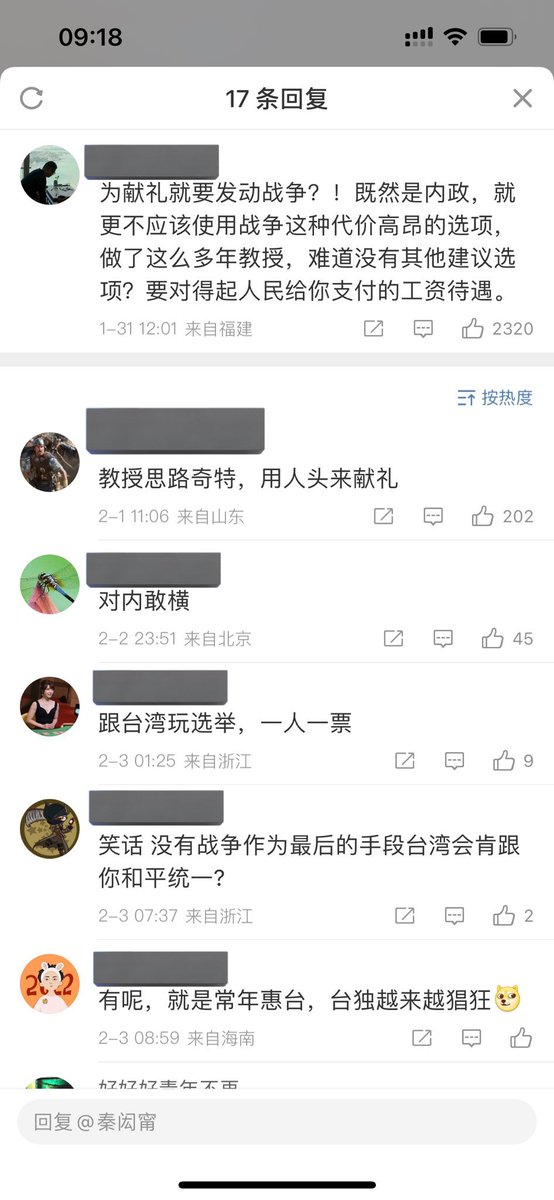 09:18
17 条回复
为献礼就要发动战争？！既然是内政，就
更不应该使用战争这种代价高昂的选项，
做了这么多年教授，难道没有其他建议选
项？要对得起人民给你支付的工资待遇。
1-31 12:01 来自福建
2320
按热度
教授思路奇特，用人头来献礼
2-1 11:06 来自山东
202
对内敢横
2-2 23:51 来自北京
45
跟台湾玩选举，一人一票
2-3 01:25 来自浙江
9
笑话 没有战争作为最后的手段台湾会肯跟
你和平统一?
2-3 07:37 来自浙江
2
2022
有呢，就是常年惠台，台独越来越猖狂
2-3 08:59 来自海南
好好好青年不再
回复@秦闳甯